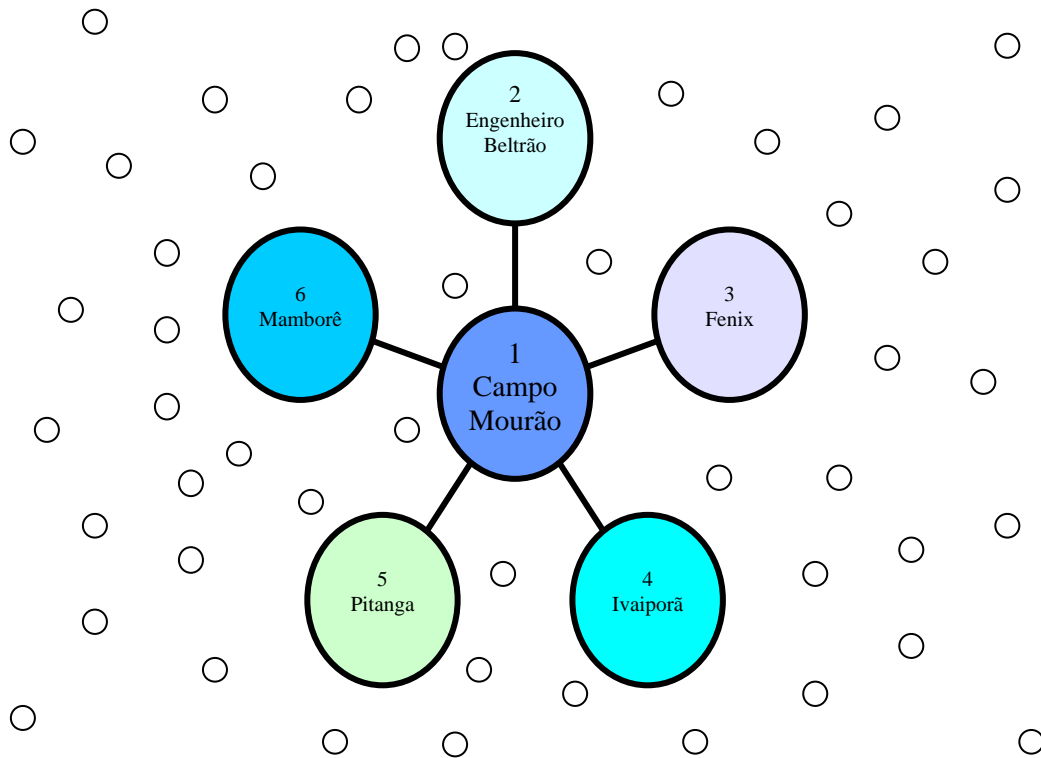 2
Engenheiro
Beltrão
6
Mamborê
3
Fenix
1
Campo
Mourão
5
Pitanga
4
Ivaiporã